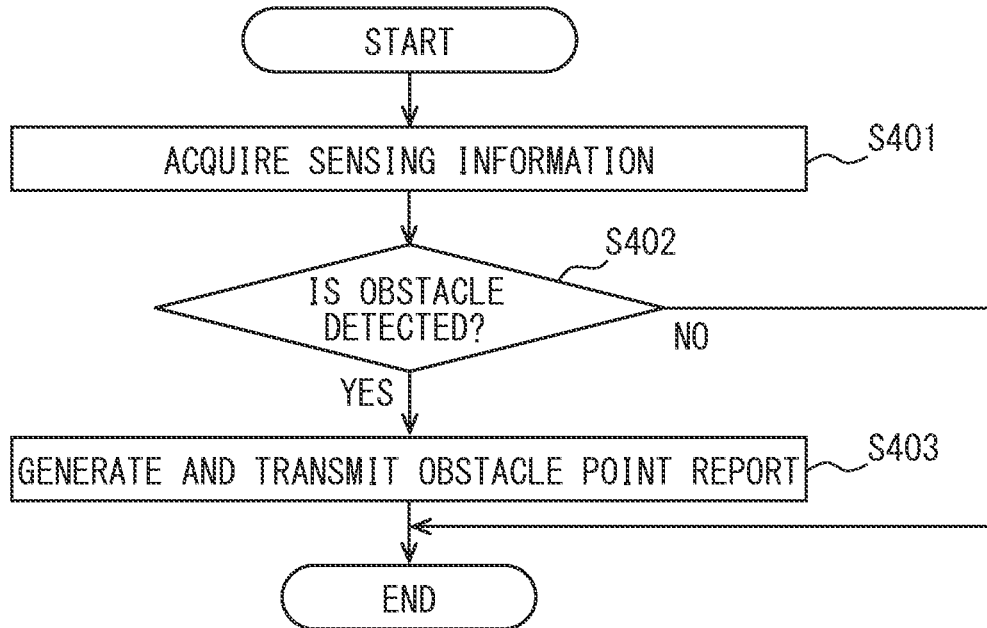 START
ACQUIRE SENSING INFORMATION
S401
S402
IS OBSTACLE
DETECTED?
NO
YES
GENERATE AND TRANSMIT OBSTACLE POINT REPORT
S403
END